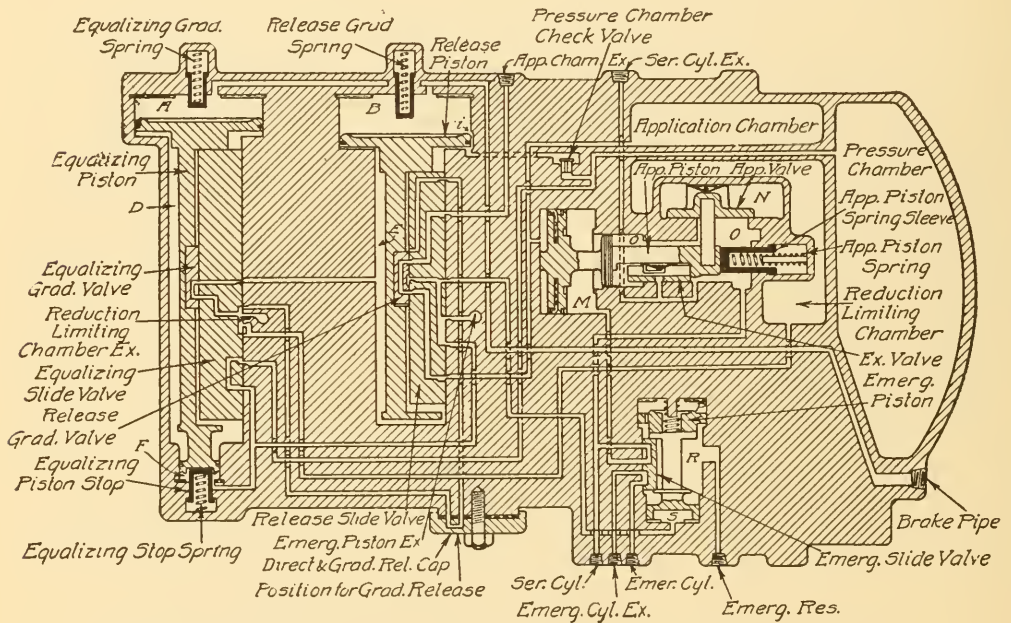 Equalizing Grad.
Spring
Release Grad
Spring
Release
Piston
Pressure Chamber
Check Valve
App. Cham. Ex.
Ser. Cyl. Ex.
A
B
i
Application Chamber
App. Piston
App. Valve
Pressure
Chamber
Equalizing
Piston
D
E
N
O
O
M
App. Piston
Spring Sleeve
App. Piston
Spring
Equalizing
Grad. Valve
Reduction
Limiting
Chamber Ex.
Equalizing
Slide Valve
Release
Grad. Valve
Reduction
Limiting
Chamber
Ex. Valve
Emerg.
Piston
F
R
S
Equalizing
Piston Stop
Equalizing Stop Spring
Release Slide Valve
Emerg. Piston Ex
Direct & Grad. Rel. Cap
Position for Grad. Release
Brake Pipe
Emerg. Slide Valve
Ser. Cyl.
Emer. Cyl.
Emerg. Cyl. Ex.
Emerg. Res.